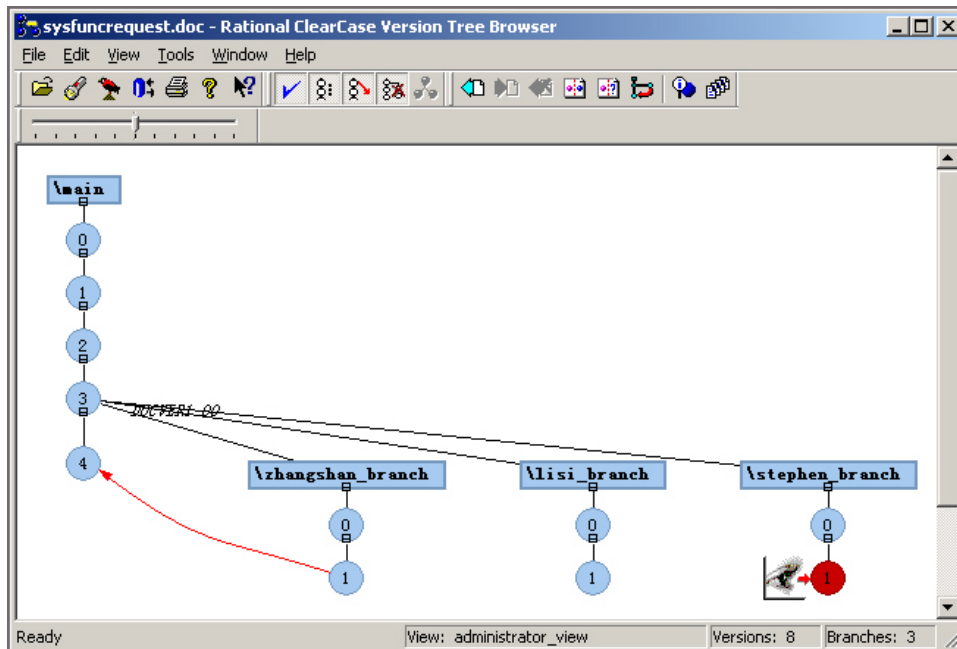 sysfuncrequest.doc - Rational ClearCase Version Tree Browser
File Edit View Tools Window Help
\main
0
1
2
3
4
\zhangshan_branch \lisi_branch \stephen_branch
0 0 0
1 1 1
Ready View: administrator_view Versions: 8 Branches: 3